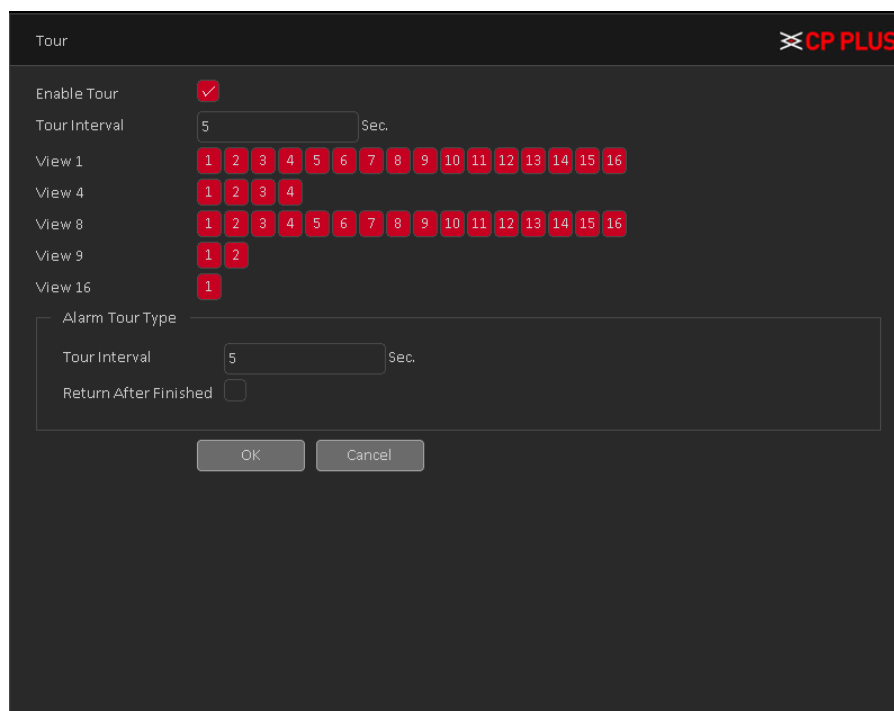 Tour CP PLUS
Enable Tour
Tour Interval 5 Sec.
View 1 1 2 3 4 5 6 7 8 9 10 11 12 13 14 15 16
View 4 1 2 3 4
View 8 1 2 3 4 5 6 7 8 9 10 11 12 13 14 15 16
View 9 1 2
View 16 1
Alarm Tour Type
Tour Interval 5 Sec.
Return After Finished
OK Cancel